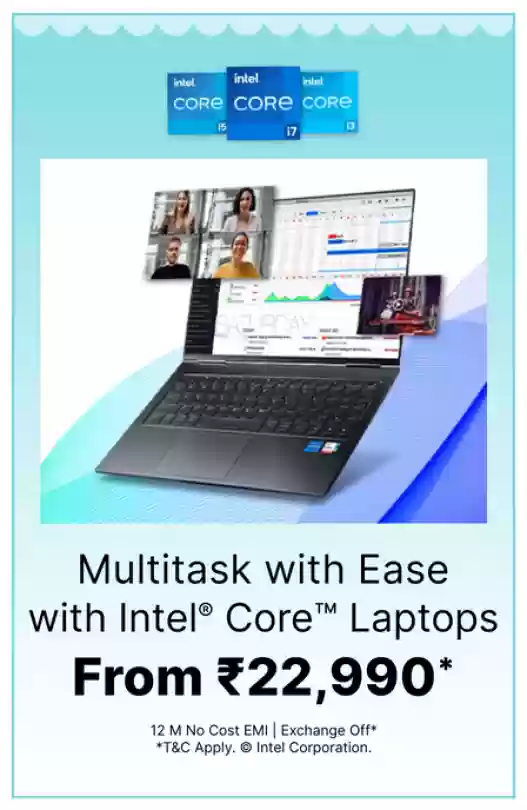 intel
CORE
i5
intel
CORE
i7
intel
CORE
i3
SATURDAY
Multitask with Ease
with Intel® Core™ Laptops
From ₹22,990*
12 M No Cost EMI | Exchange Off*
*T&C Apply. © Intel Corporation.